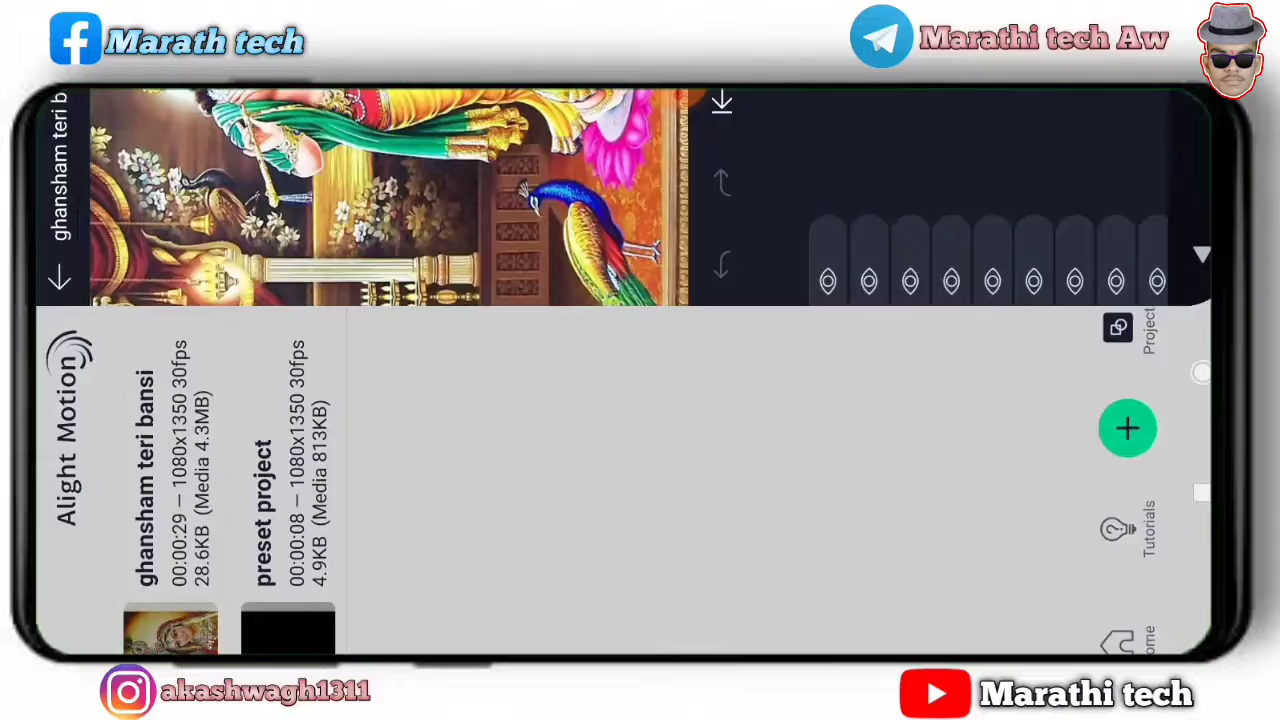 Marath tech
Marathi tech Aw
ghansham teri b
Alight Motion
ghansham teri bansi
00:00:29 — 1080x1350 30fps
28.6KB (Media 4.3MB)
preset project
00:00:08 — 1080x1350 30fps
4.9KB (Media 813KB)
Project
Tutorials
ome
akashwagh1311
Marathi tech